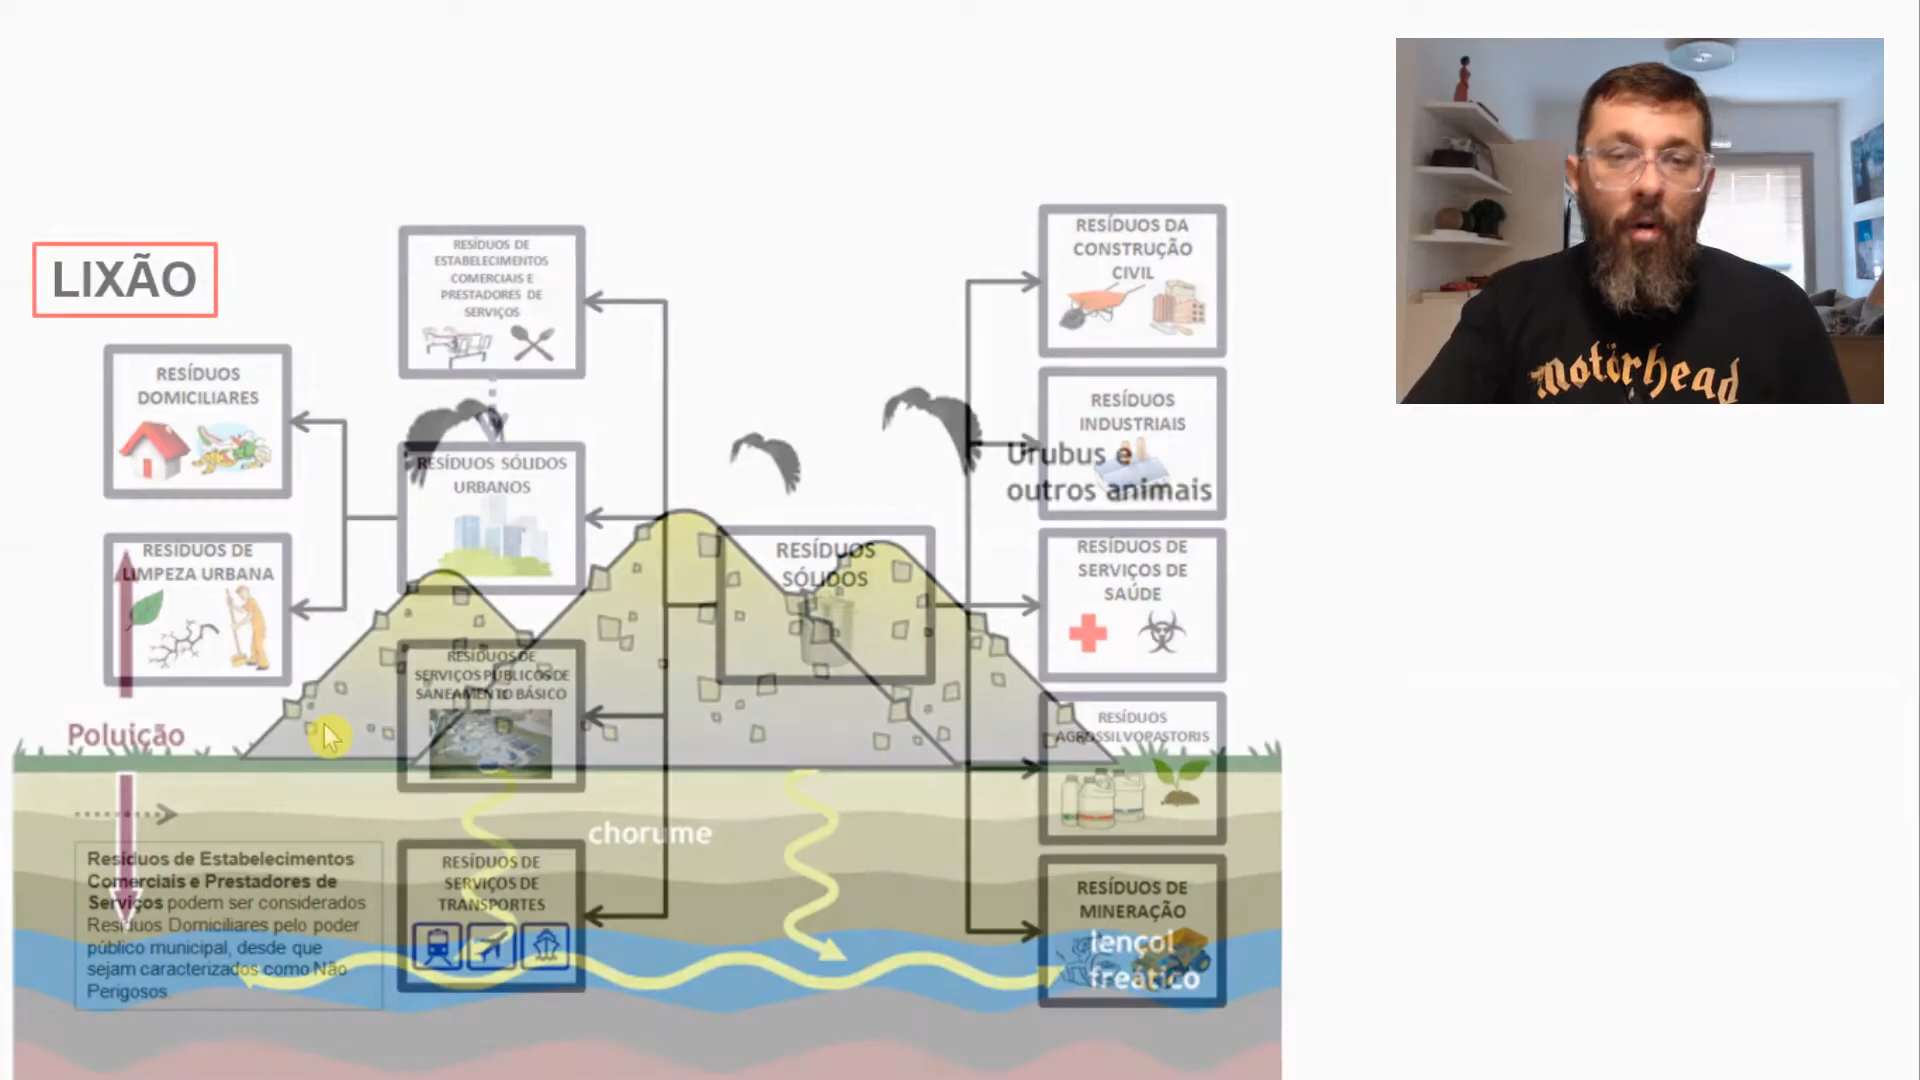 LIXÃO
RESÍDUOS DE
ESTABELECIMENTOS
COMERCIAIS E
PRESTADORES DE
SERVIÇOS
RESÍDUOS
DOMICILIARES
RESÍDUOS SÓLIDOS
URBANOS
RESÍDUOS DE
LIMPEZA URBANA
RESÍDUOS DE
SERVIÇOS PÚBLICOS DE
SANEAMENTO BÁSICO
RESÍDUOS DE
SERVIÇOS DE
TRANSPORTES
RESÍDUOS
SÓLIDOS
RESÍDUOS DA
CONSTRUÇÃO
CIVIL
RESÍDUOS
INDUSTRIAIS
Urubus e
outros animais
RESÍDUOS DE
SERVIÇOS DE
SAÚDE
RESÍDUOS
AGROSSILVOPASTORIS
RESÍDUOS DE
MINERAÇÃO
lençol
freático
Poluição
chorume
Resíduos de Estabelecimentos
Comerciais e Prestadores de
Serviços podem ser considerados
Resíduos Domiciliares pelo poder
público municipal, desde que
sejam caracterizados como Não
Perigosos
motörhead